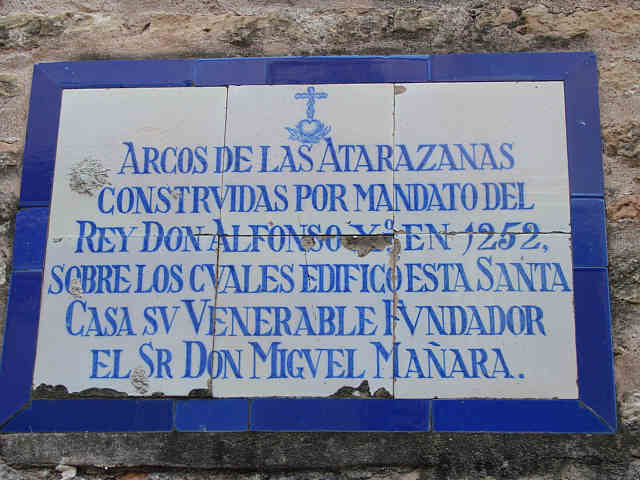 ARCOS DE LAS ATARAZANAS
CONSTRVIDAS POR MANDATO DEL
REY DON ALFONSO Xº EN 1252,
SOBRE LOS CVALES EDIFICO ESTA SANTA
CASA SV VENERABLE FVNDADOR
EL SR DON MIGVEL MAÑARA.